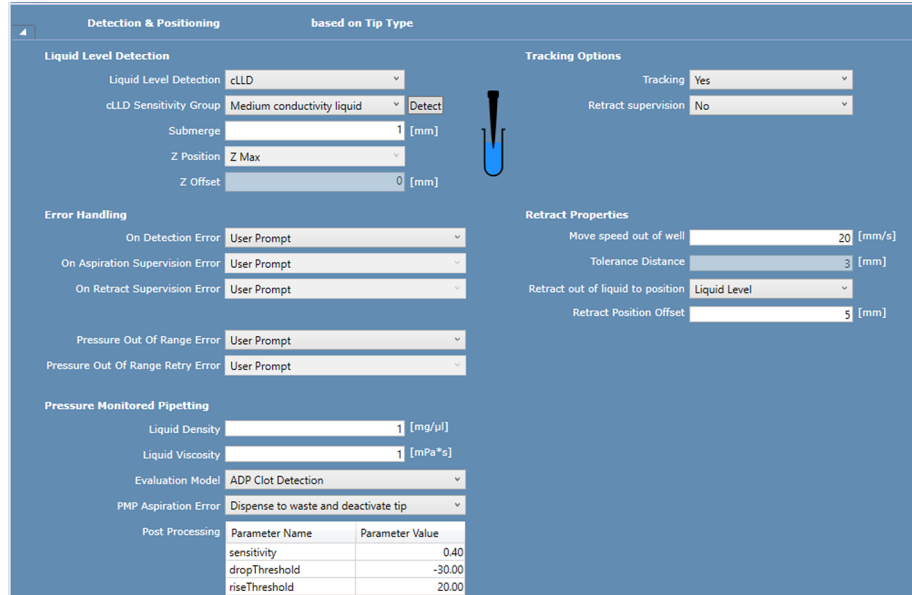 Detection & Positioning based on Tip Type
Liquid Level Detection
Liquid Level Detection cLLD
cLLD Sensitivity Group Medium conductivity liquid Detect
Submerge 1 [mm]
Z Position Z Max
Z Offset 0 [mm]
Tracking Options
Tracking Yes
Retract supervision No
Error Handling
On Detection Error User Prompt
On Aspiration Supervision Error User Prompt
On Retract Supervision Error User Prompt
Pressure Out Of Range Error User Prompt
Pressure Out Of Range Retry Error User Prompt
Retract Properties
Move speed out of well 20 [mm/s]
Tolerance Distance 3 [mm]
Retract out of liquid to position Liquid Level
Retract Position Offset 5 [mm]
Pressure Monitored Pipetting
Liquid Density 1 [mg/µl]
Liquid Viscosity 1 [mPa*s]
Evaluation Model ADP Clot Detection
PMP Aspiration Error Dispense to waste and deactivate tip
Post Processing Parameter Name Parameter Value
sensitivity 0.40
dropThreshold -30.00
riseThreshold 20.00